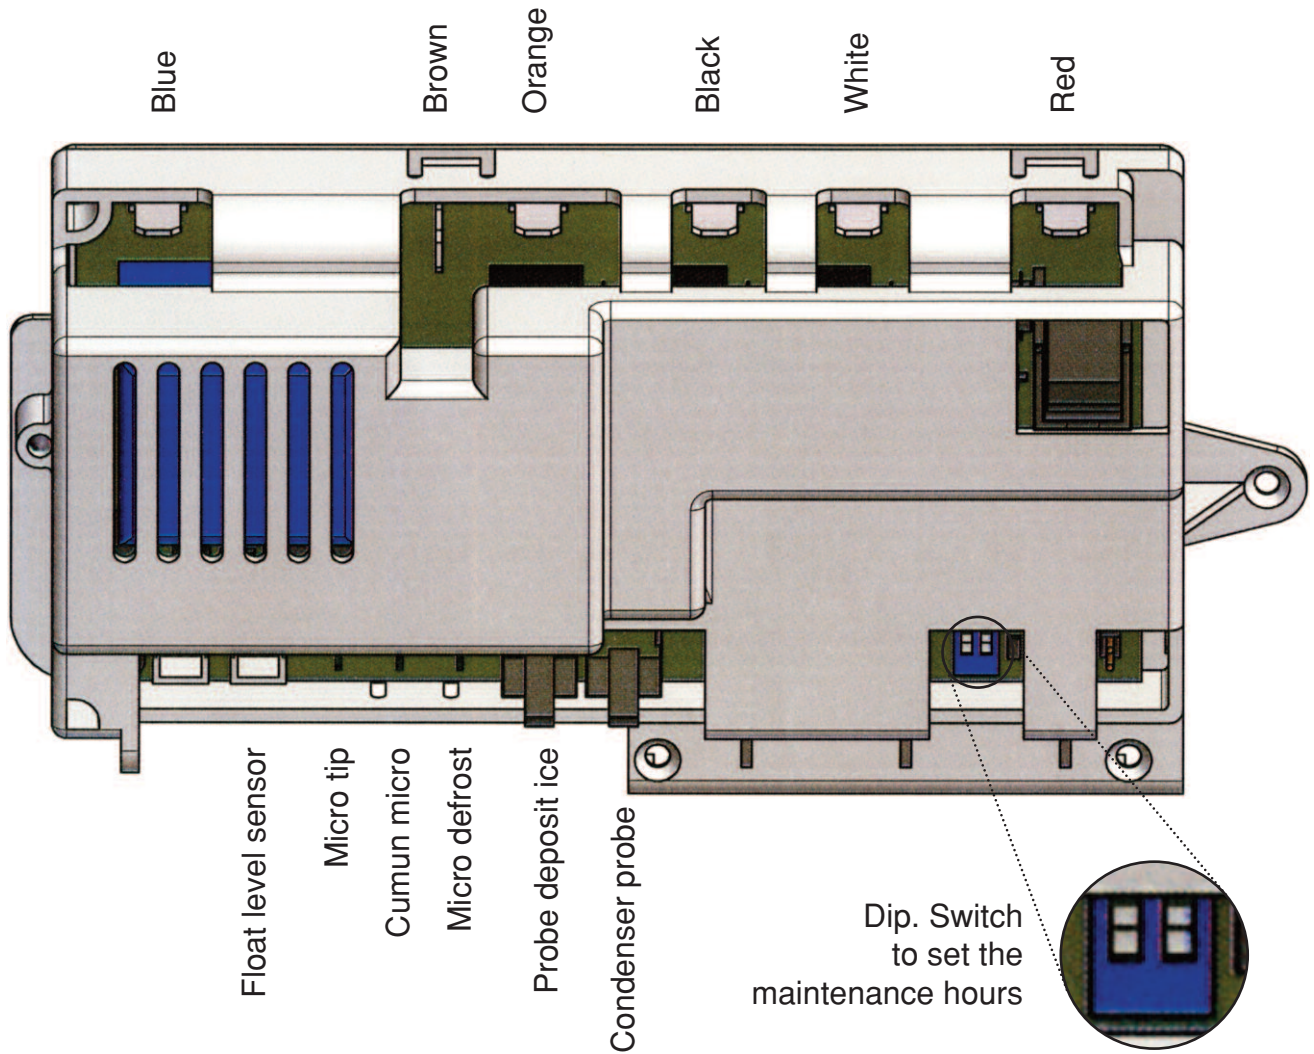 Blue
Brown
Orange
Black
White
Red
Float level sensor
Micro tip
Cumun micro
Micro defrost
Probe deposit ice
Condenser probe
Dip. Switch
to set the
maintenance hours